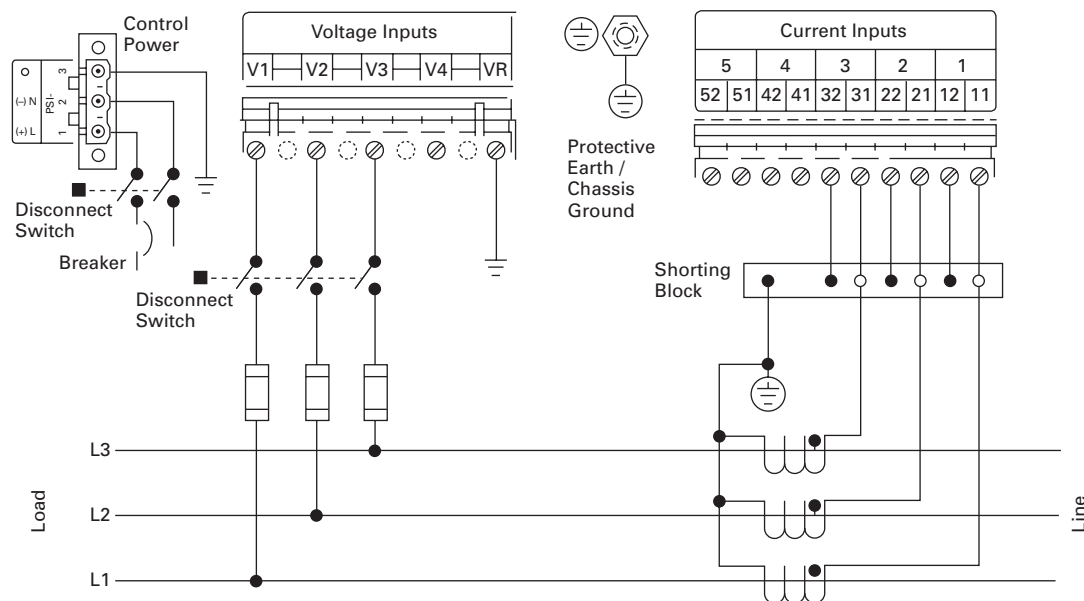 Control
Power
(–) N
(+) L
PSI-
3
2
1
Disconnect
Switch
Breaker
Voltage Inputs
V1 V2 V3 V4 VR
Disconnect
Switch
Protective
Earth /
Chassis
Ground
Current Inputs
5 4 3 2 1
52 51 42 41 32 31 22 21 12 11
Shorting
Block
L3
L2
L1
Load
Line